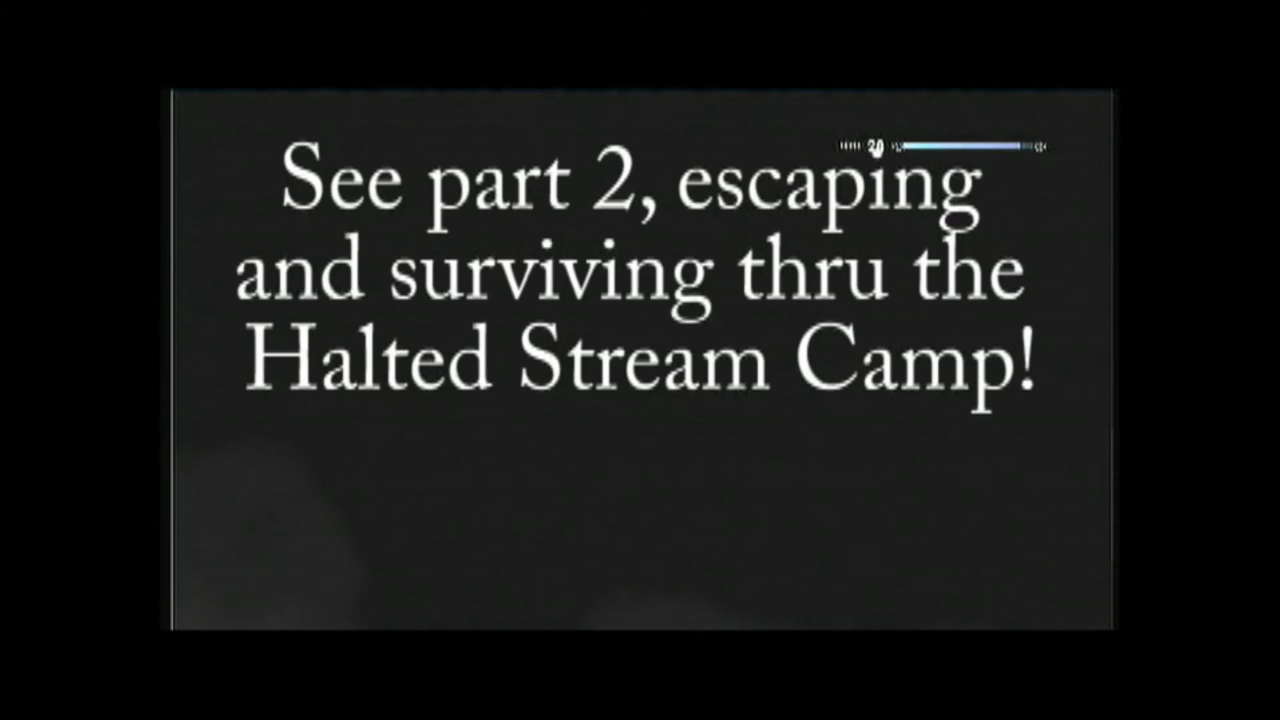 See part 2, escaping
and surviving thru the
Halted Stream Camp!